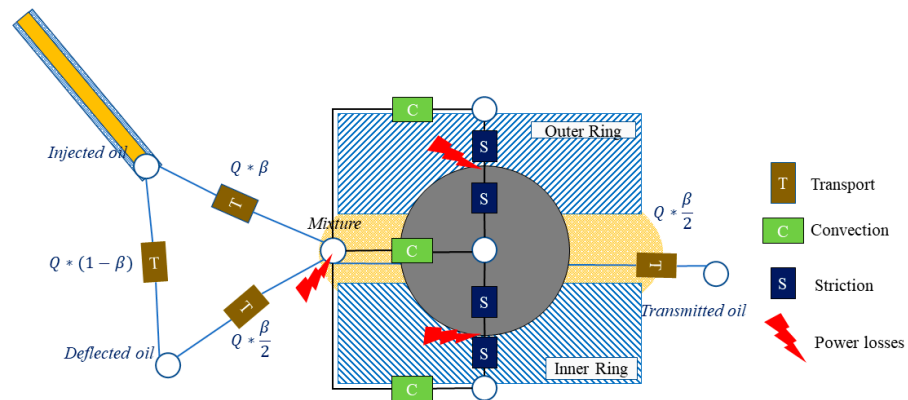 C
Outer Ring
Injected oil
S
Q * β
T
Mixture
S
Q * β/2
T
Transport
C
Convection
Q * (1 − β)
T
C
T
S
Striction
T
Transmitted oil
S
Q * β/2
Deflected oil
S
Power losses
Inner Ring
C